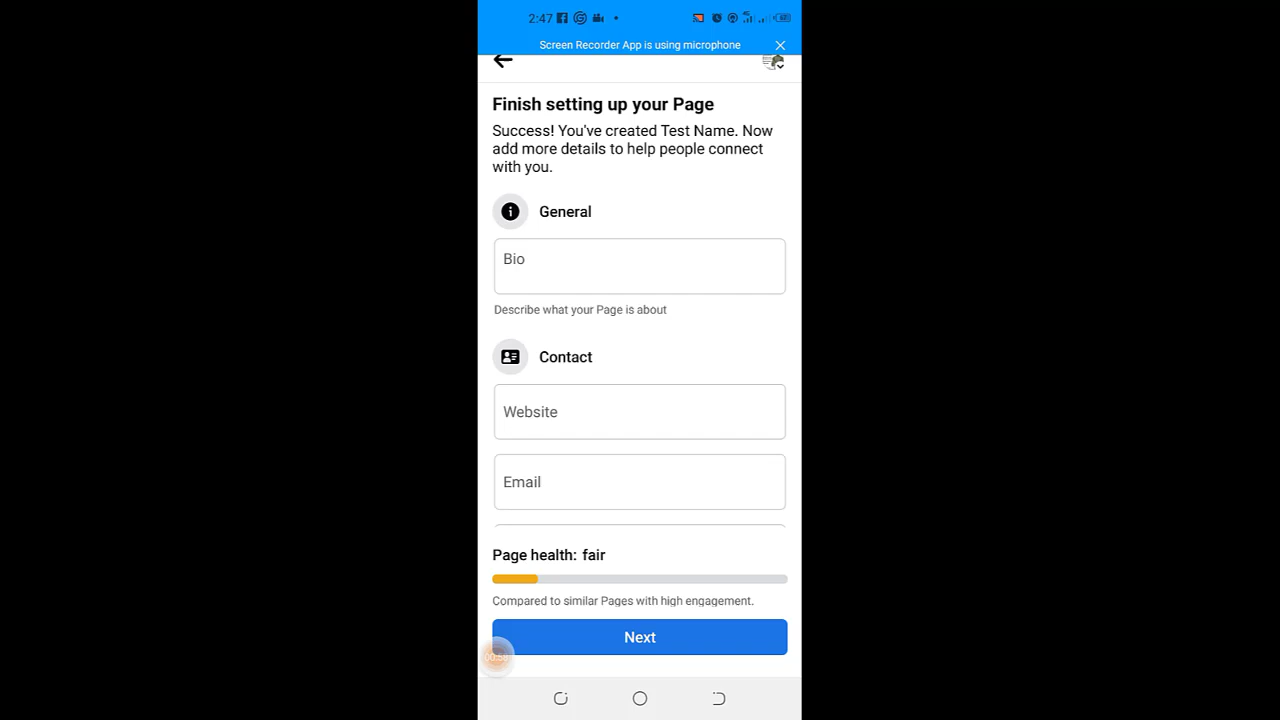 2:47
Screen Recorder App is using microphone
Finish setting up your Page
Success! You've created Test Name. Now
add more details to help people connect
with you.
General
Bio
Describe what your Page is about
Contact
Website
Email
Page health: fair
Compared to similar Pages with high engagement.
Next